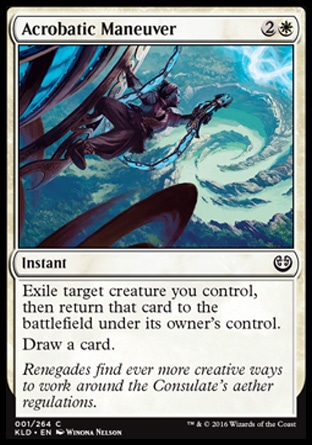 Acrobatic Maneuver 2
Instant
Exile target creature you control,
then return that card to the
battlefield under its owner's control.
Draw a card.
Renegades find ever more creative ways
to work around the Consulate's aether
regulations.
001/264 C
KLD • EN Winona Nelson
™ & © 2016 Wizards of the Coast